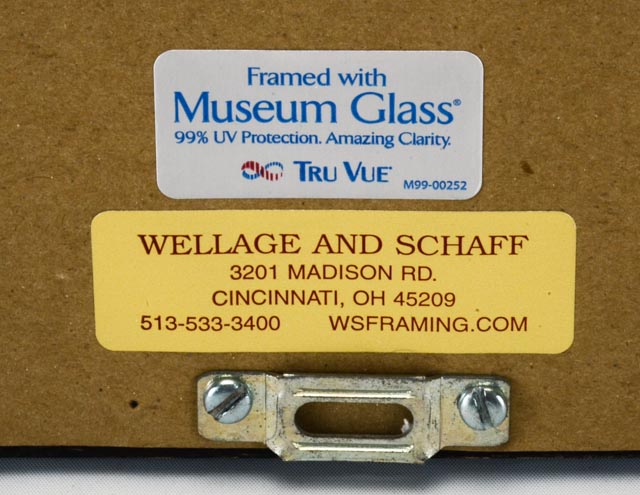 Framed with
Museum Glass®
99% UV Protection. Amazing Clarity.
TRU VUE®
M99-00252
WELLAGE AND SCHAFF
3201 MADISON RD.
CINCINNATI, OH 45209
513-533-3400 WSFRAMING.COM